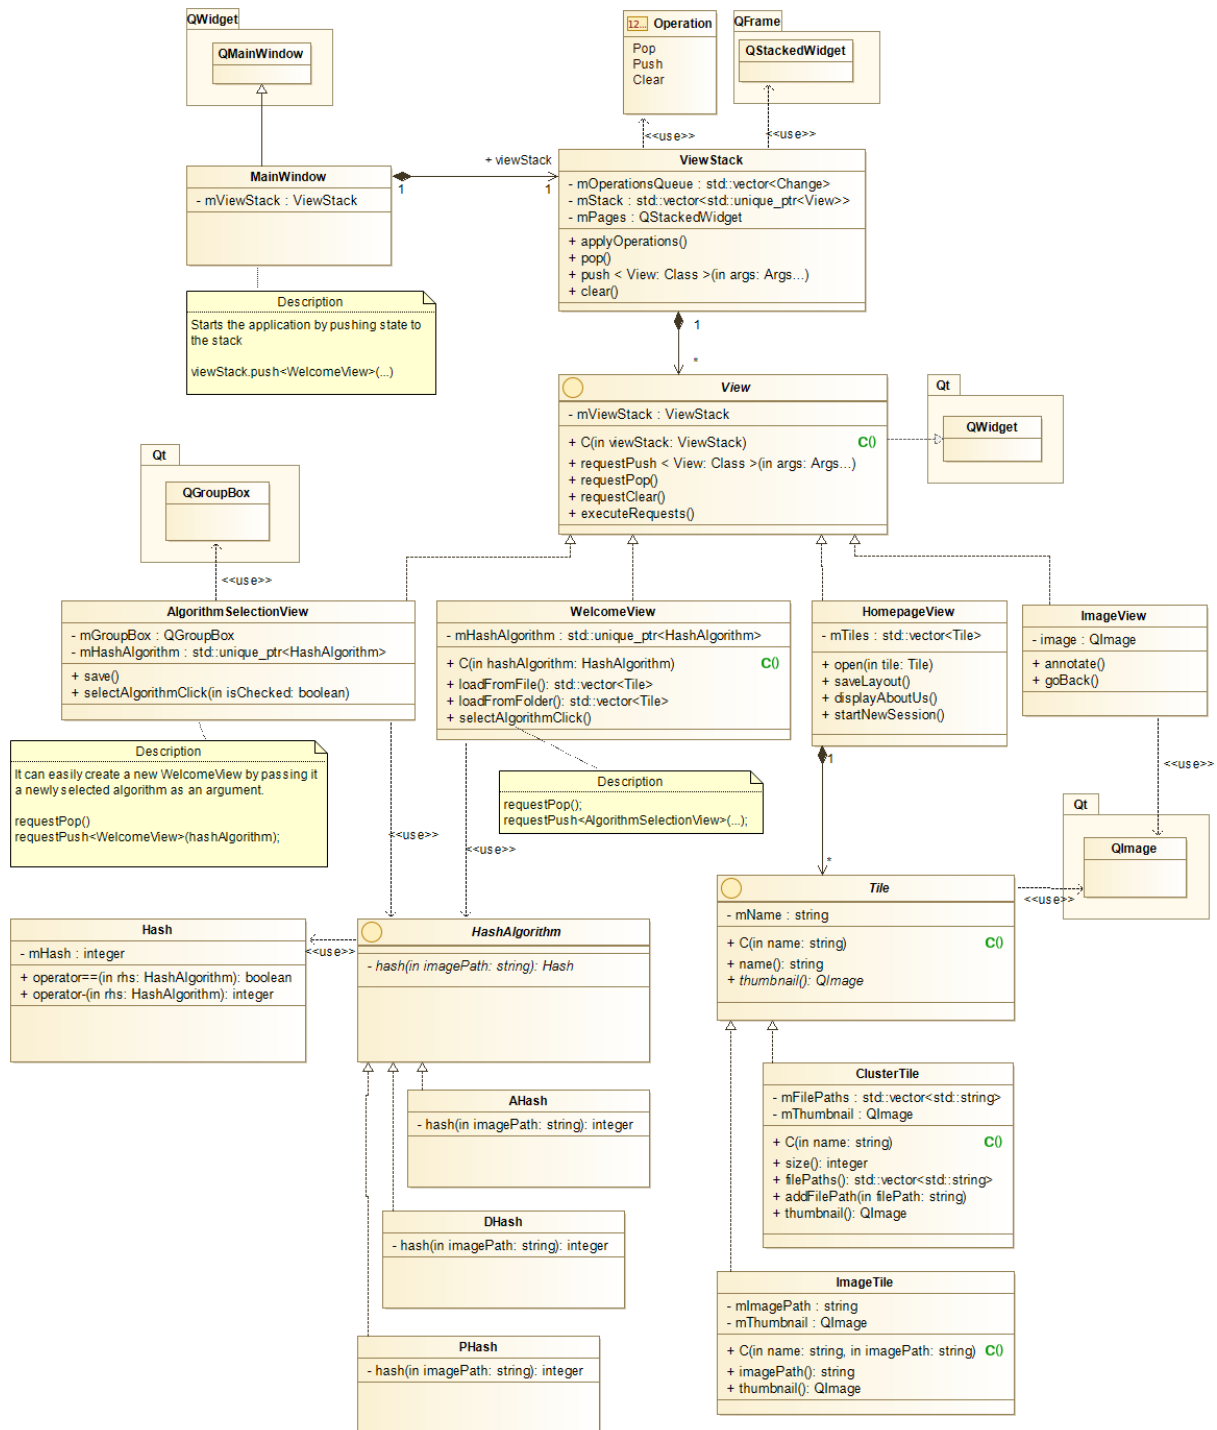 QWidget
QMainWindow
12... Operation
Pop
Push
Clear
QFrame
QStackedWidget
<<use>>
<<use>>
MainWindow
- mViewStack : ViewStack
+ viewStack
1
1
ViewStack
- mOperationsQueue : std::vector<Change>
- mStack : std::vector<std::unique_ptr<View>>
- mPages : QStackedWidget
+ applyOperations()
+ pop()
+ push < View: Class >(in args: Args...)
+ clear()
Description
Starts the application by pushing state to
the stack
viewStack.push<WelcomeView>(...)
1
*
View
- mViewStack : ViewStack
+ C(in viewStack: ViewStack) C()
+ requestPush < View: Class >(in args: Args...)
+ requestPop()
+ requestClear()
+ executeRequests()
Qt
QWidget
Qt
QGroupBox
<<use>>
AlgorithmSelectionView
- mGroupBox : QGroupBox
- mHashAlgorithm : std::unique_ptr<HashAlgorithm>
+ save()
+ selectAlgorithmClick(in isChecked: boolean)
WelcomeView
- mHashAlgorithm : std::unique_ptr<HashAlgorithm>
+ C(in hashAlgorithm: HashAlgorithm) C()
+ loadFromFile(): std::vector<Tile>
+ loadFromFolder(): std::vector<Tile>
+ selectAlgorithmClick()
HomepageView
- mTiles : std::vector<Tile>
+ open(in tile: Tile)
+ saveLayout()
+ displayAboutUs()
+ startNewSession()
ImageView
- image : QImage
+ annotate()
+ goBack()
Description
It can easily create a new WelcomeView by passing it
a newly selected algorithm as an argument.
requestPop()
requestPush<WelcomeView>(hashAlgorithm);
Description
requestPop();
requestPush<AlgorithmSelectionView>(...);
<<use>>
<<use>>
1
*
<<use>>
Qt
QImage
<<use>>
Tile
- mName : string
+ C(in name: string) C()
+ name(): string
+ thumbnail(): QImage
Hash
- mHash : integer
+ operator==(in rhs: HashAlgorithm): boolean
+ operator-(in rhs: HashAlgorithm): integer
<<use>>
HashAlgorithm
- hash(in imagePath: string): Hash
AHash
- hash(in imagePath: string): integer
DHash
- hash(in imagePath: string): integer
PHash
- hash(in imagePath: string): integer
ClusterTile
- mFilePaths : std::vector<std::string>
- mThumbnail : QImage
+ C(in name: string) C()
+ size(): integer
+ filePaths(): std::vector<std::string>
+ addFilePath(in filePath: string)
+ thumbnail(): QImage
ImageTile
- mImagePath : string
- mThumbnail : QImage
+ C(in name: string, in imagePath: string) C()
+ imagePath(): string
+ thumbnail(): QImage